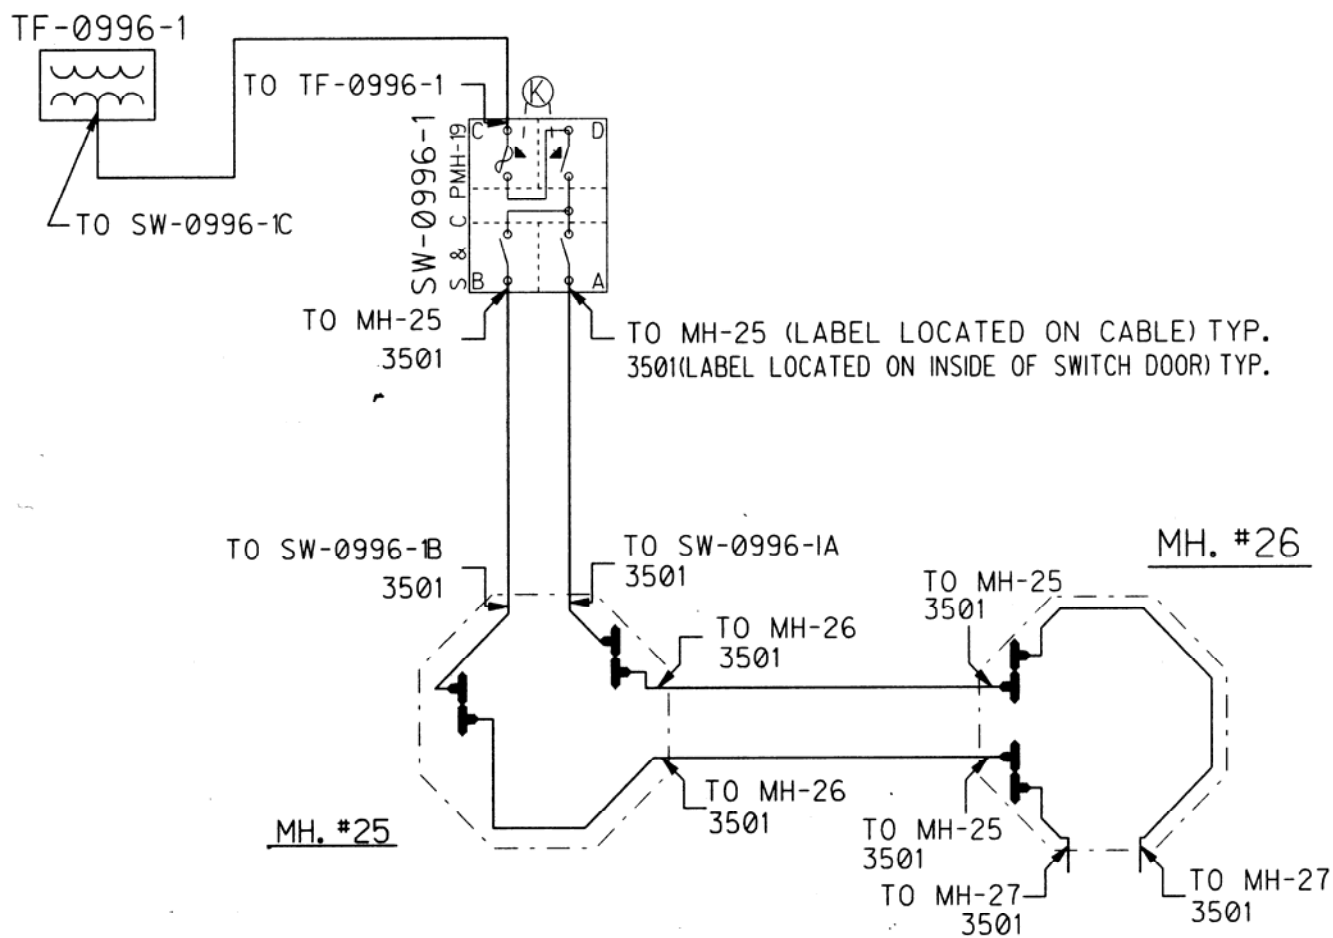 TF-0996-1
TO TF-0996-1
K
TO SW-0996-1C
SW-0996-1
S & C PMH-19
C
D
B
A
TO MH-25
3501
TO MH-25 (LABEL LOCATED ON CABLE) TYP.
3501(LABEL LOCATED ON INSIDE OF SWITCH DOOR) TYP.
TO SW-0996-1B
3501
TO SW-0996-1A
3501
MH. #26
TO MH-25
3501
TO MH-26
3501
TO MH-26
3501
MH. #25
TO MH-25
3501
TO MH-27
3501
TO MH-27
3501